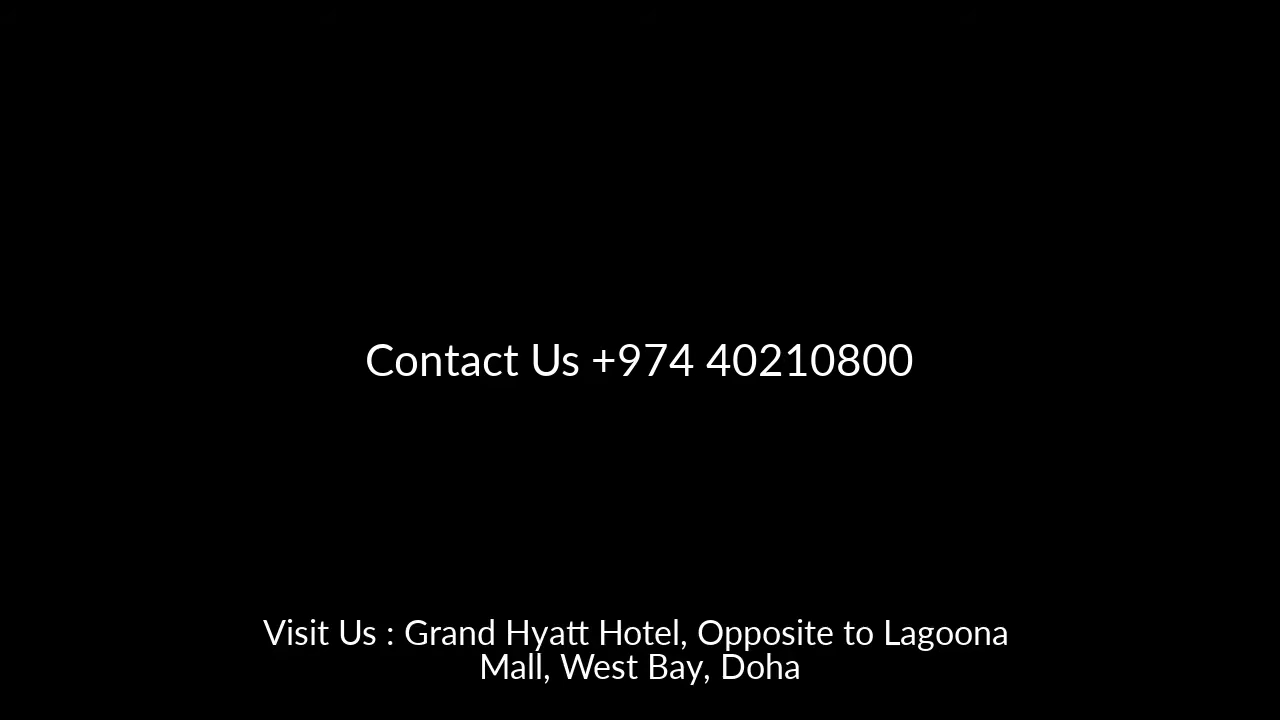 Contact Us +974 40210800
Visit Us : Grand Hyatt Hotel, Opposite to Lagoona
Mall, West Bay, Doha